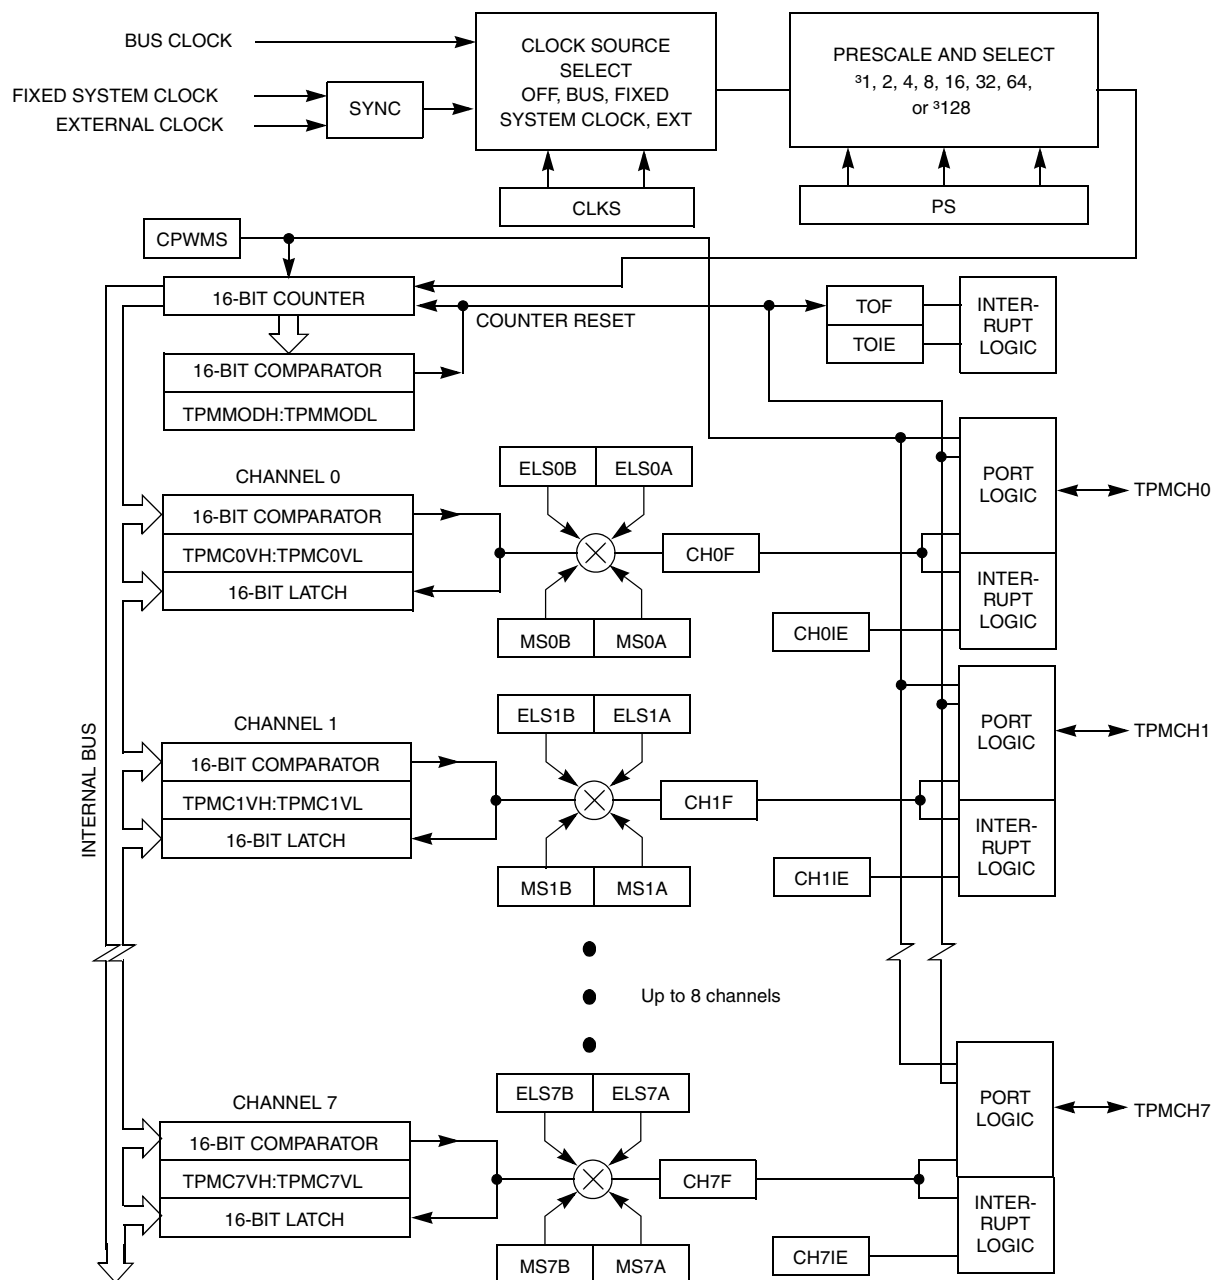 BUS CLOCK
FIXED SYSTEM CLOCK
EXTERNAL CLOCK
SYNC
CLOCK SOURCE
SELECT
OFF, BUS, FIXED
SYSTEM CLOCK, EXT
PRESCALE AND SELECT
³1, 2, 4, 8, 16, 32, 64,
or ³128
CLKS
PS
CPWMS
16-BIT COUNTER
COUNTER RESET
TOF
TOIE
INTER-
RUPT
LOGIC
16-BIT COMPARATOR
TPMMODH:TPMMODL
CHANNEL 0
16-BIT COMPARATOR
TPMC0VH:TPMC0VL
16-BIT LATCH
ELS0B
ELS0A
MS0B
MS0A
CH0F
CH0IE
PORT
LOGIC
INTER-
RUPT
LOGIC
TPMCH0
INTERNAL BUS
CHANNEL 1
16-BIT COMPARATOR
TPMC1VH:TPMC1VL
16-BIT LATCH
ELS1B
ELS1A
MS1B
MS1A
CH1F
CH1IE
PORT
LOGIC
INTER-
RUPT
LOGIC
TPMCH1
Up to 8 channels
CHANNEL 7
16-BIT COMPARATOR
TPMC7VH:TPMC7VL
16-BIT LATCH
ELS7B
ELS7A
MS7B
MS7A
CH7F
CH7IE
PORT
LOGIC
INTER-
RUPT
LOGIC
TPMCH7